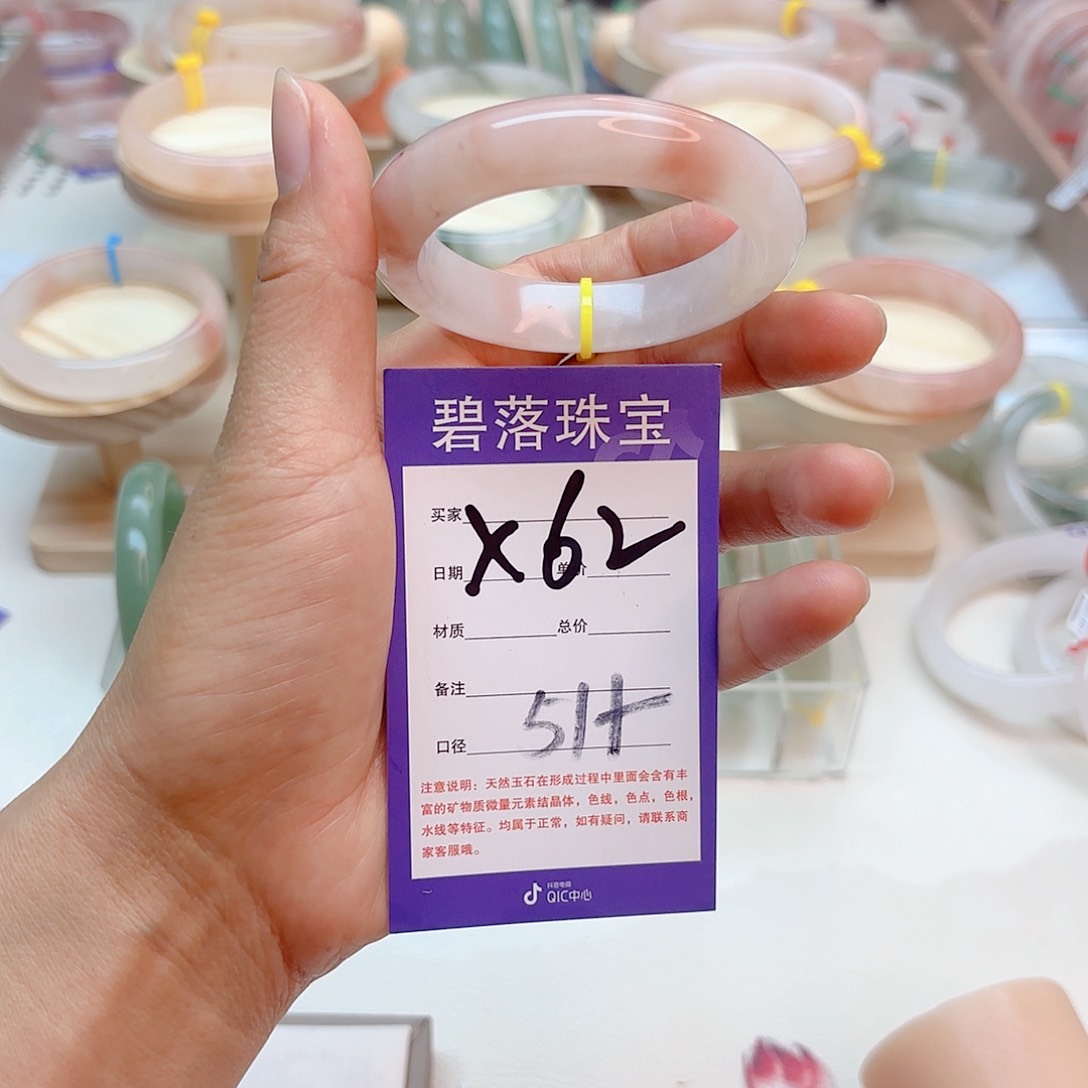 碧落珠宝
买家
X62
日期 单价
材质 总价
备注
51+
口径
注意说明：天然玉石在形成过程中里面会含有丰
富的矿物质微量元素结晶体，色线，色点，色根，
水线等特征。均属于正常，如有疑问，请联系商
家客服哦。
抖音电商
QIC中心